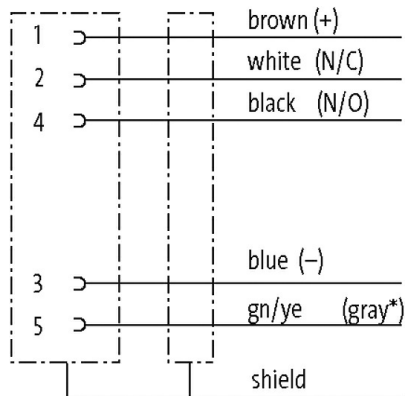 1 brown (+)
2 white (N/C)
4 black (N/O)
3 blue (–)
5 gn/ye (gray*)
shield